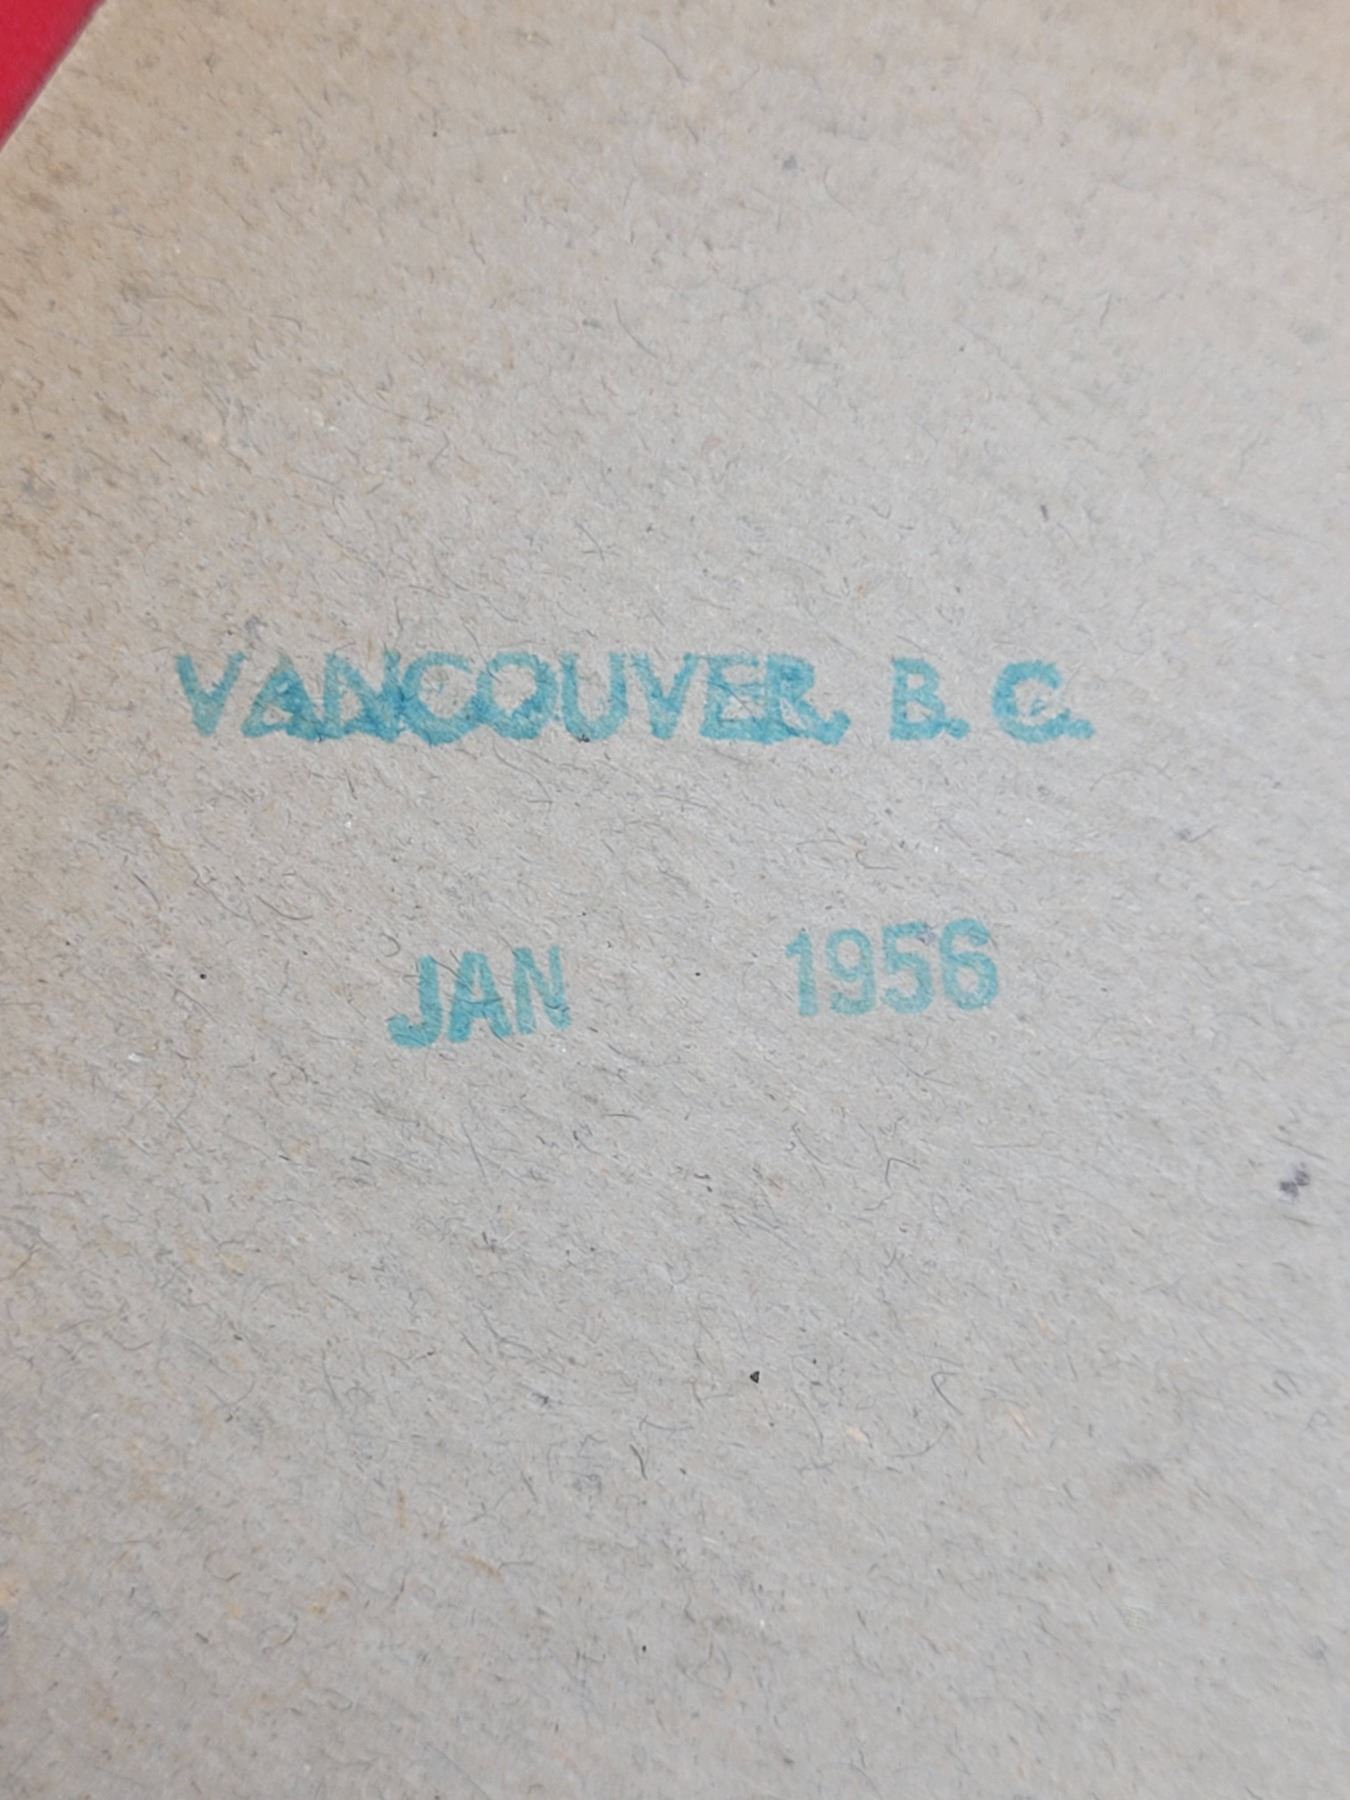 VANCOUVER, B. C.
JAN 1956